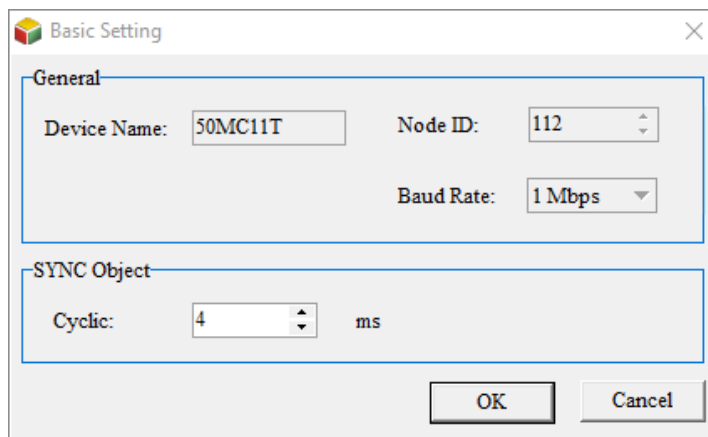 Basic Setting
General
Device Name: 50MC11T Node ID: 112
Baud Rate: 1 Mbps
SYNC Object
Cyclic: 4 ms
OK Cancel